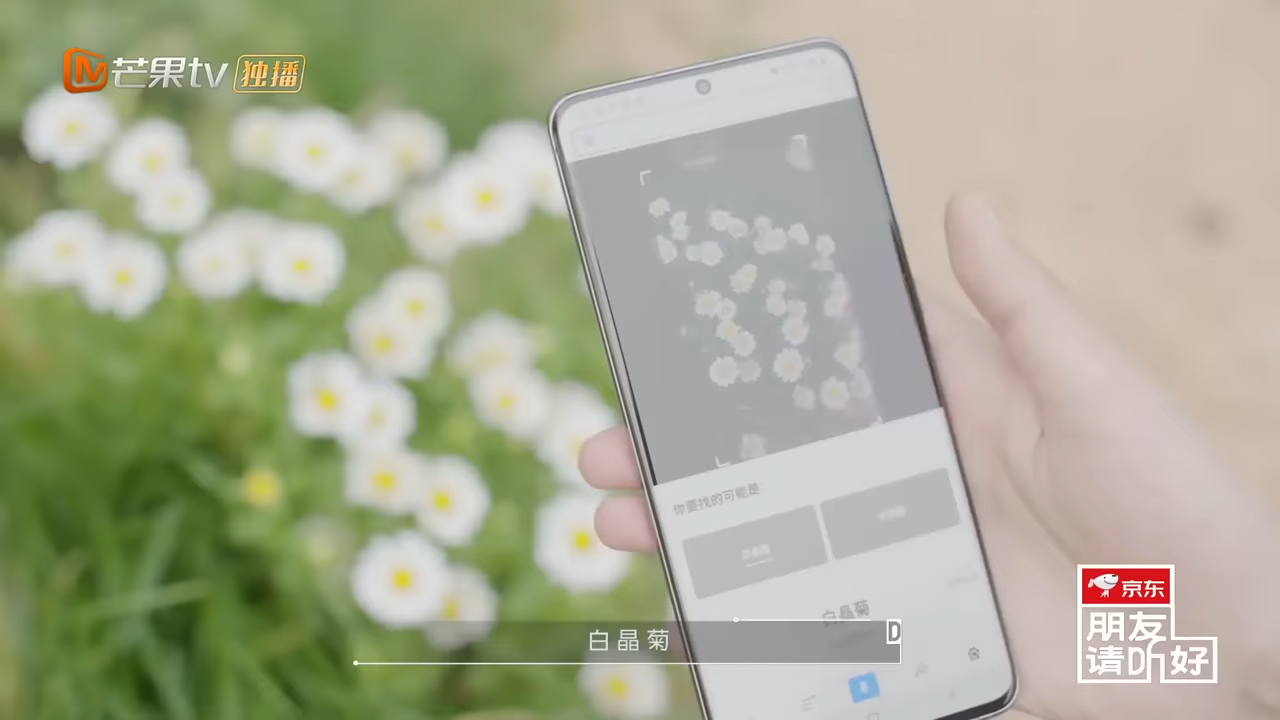 芒果tv 独播
你要找的可能是:
白晶菊
白晶菊
D
京东
朋友
请听好